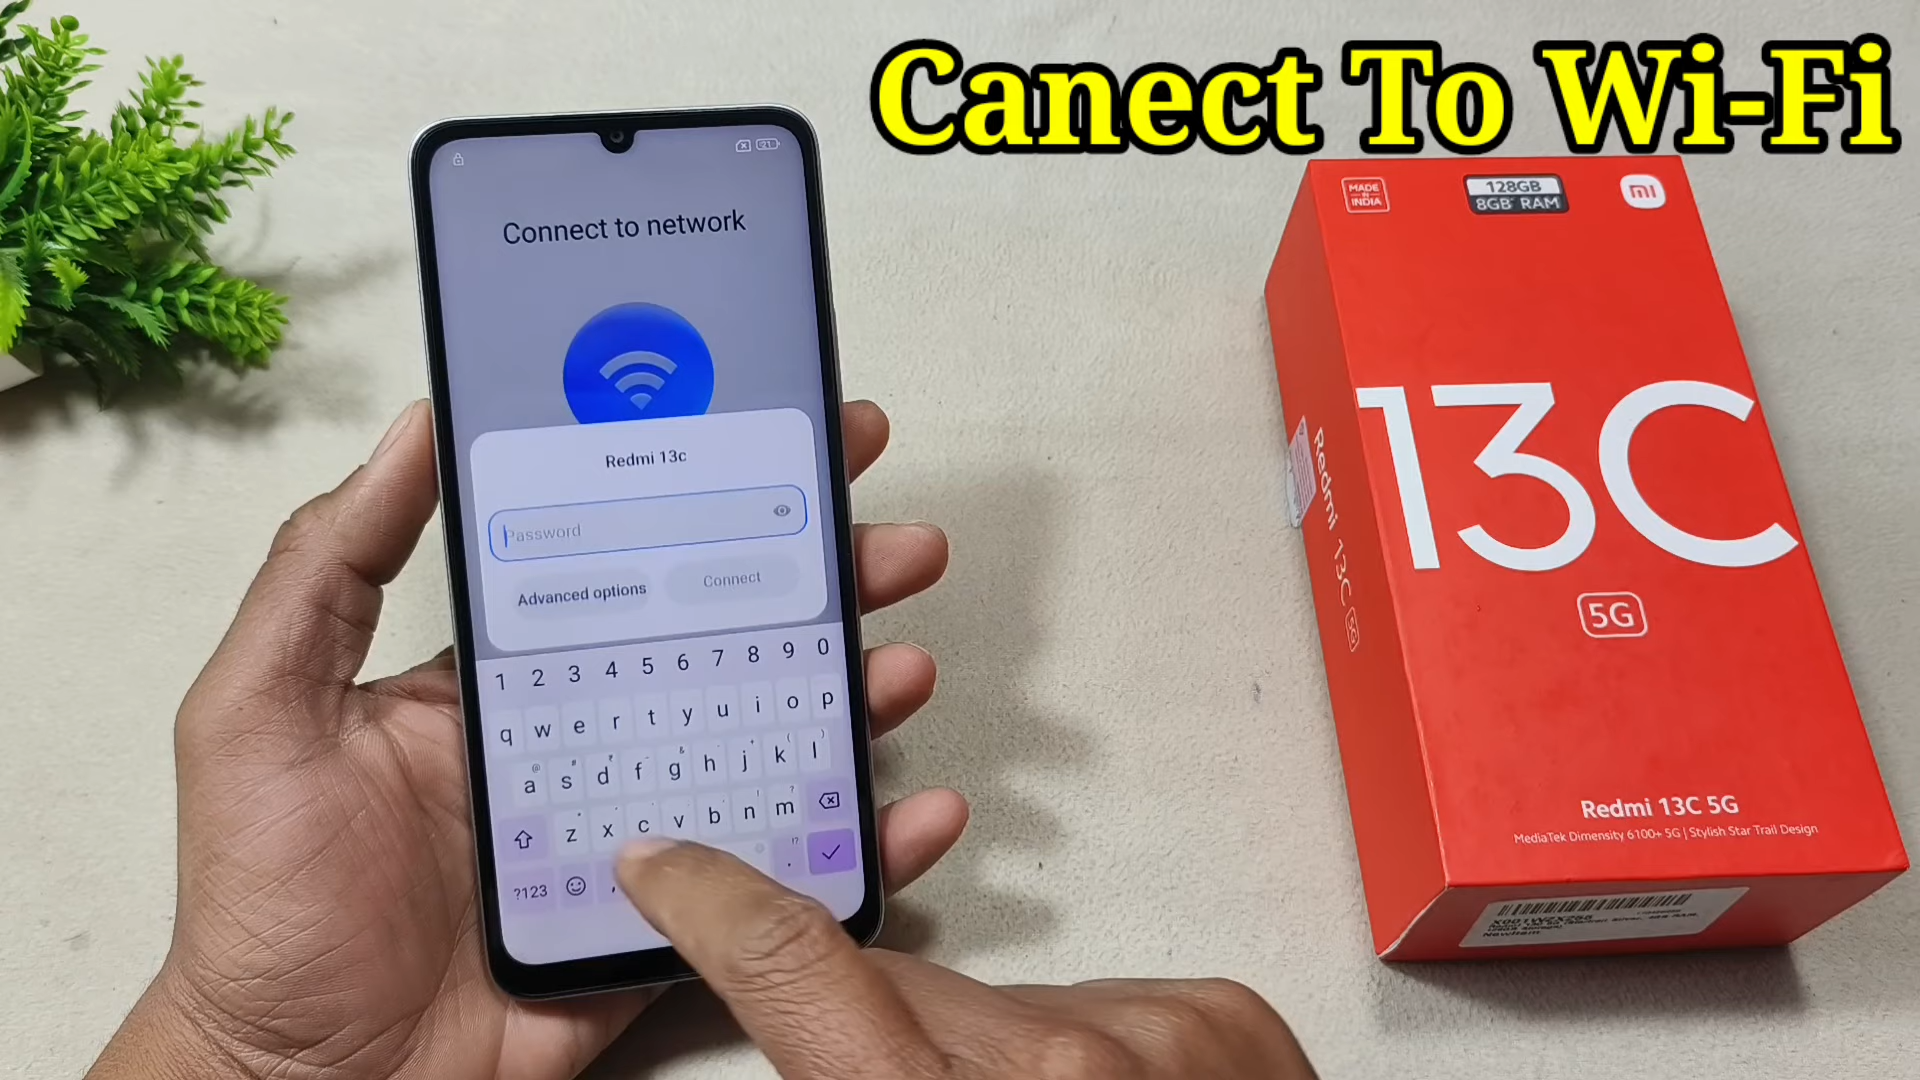 Canect To Wi-Fi
21
Connect to network
Redmi 13c
Password
Advanced options
Connect
1 2 3 4 5 6 7 8 9 0
q w e r t y u i o p
@ # ₹ & - + ( )
a s d f g h j k l
z x c v b n m
! ?
?123 , .
!?
MADE
IN
INDIA
128GB
8GB* RAM
mi
13C
5G
Redmi 13C 5G
MediaTek Dimensity 6100+ 5G | Stylish Star Trail Design
Redmi 13C 5G
X001WZXZ58